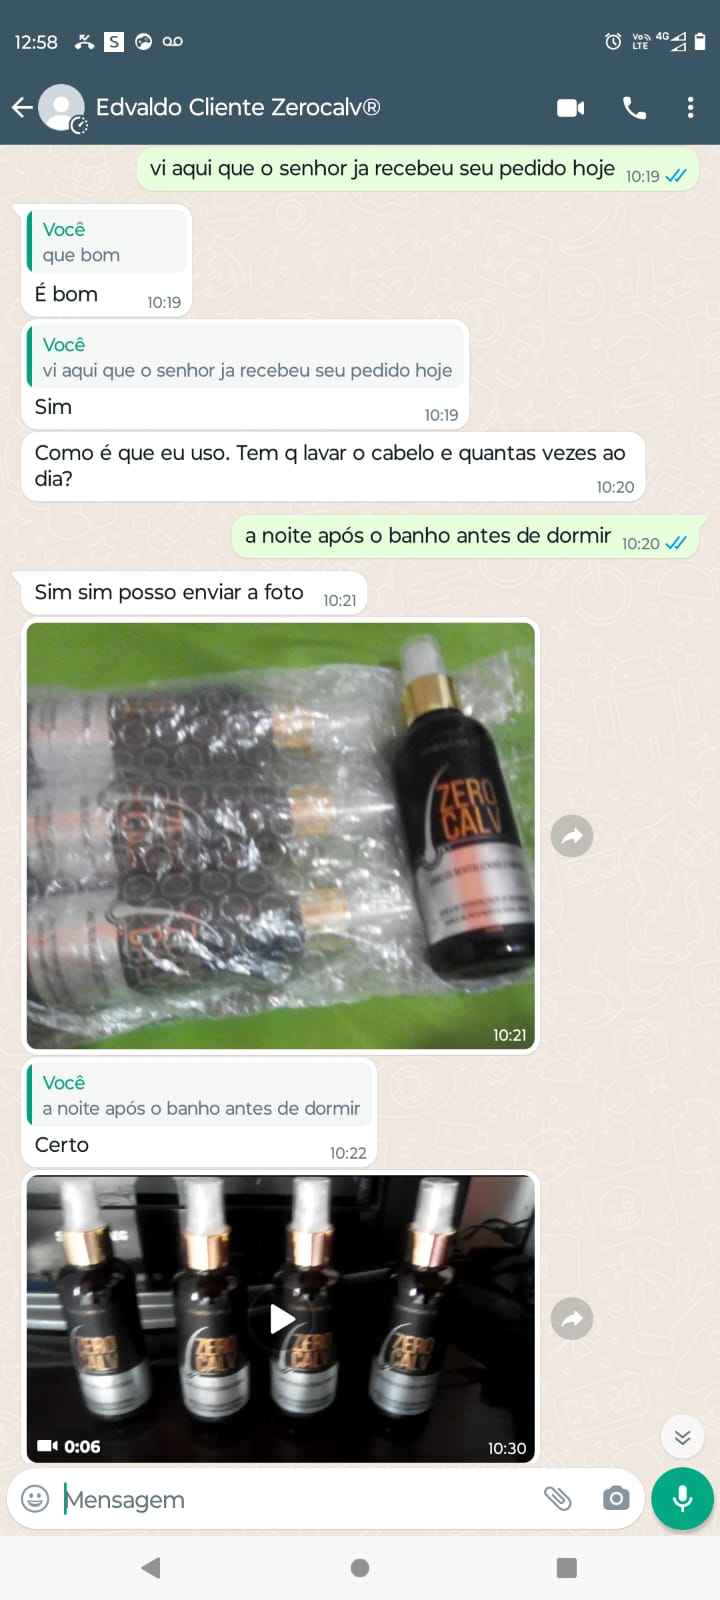 12:58
S
Vo))
LTE
4G
Edvaldo Cliente Zerocalv®
vi aqui que o senhor ja recebeu seu pedido hoje 10:19
Você
que bom
É bom 10:19
Você
vi aqui que o senhor ja recebeu seu pedido hoje
Sim 10:19
Como é que eu uso. Tem q lavar o cabelo e quantas vezes ao
dia? 10:20
a noite após o banho antes de dormir 10:20
Sim sim posso enviar a foto 10:21
ZERO
CALV
10:21
Você
a noite após o banho antes de dormir
Certo 10:22
ZERO
CALV
ZERO
CALV
ZERO
CALV
ZERO
CALV
0:06 10:30
Mensagem